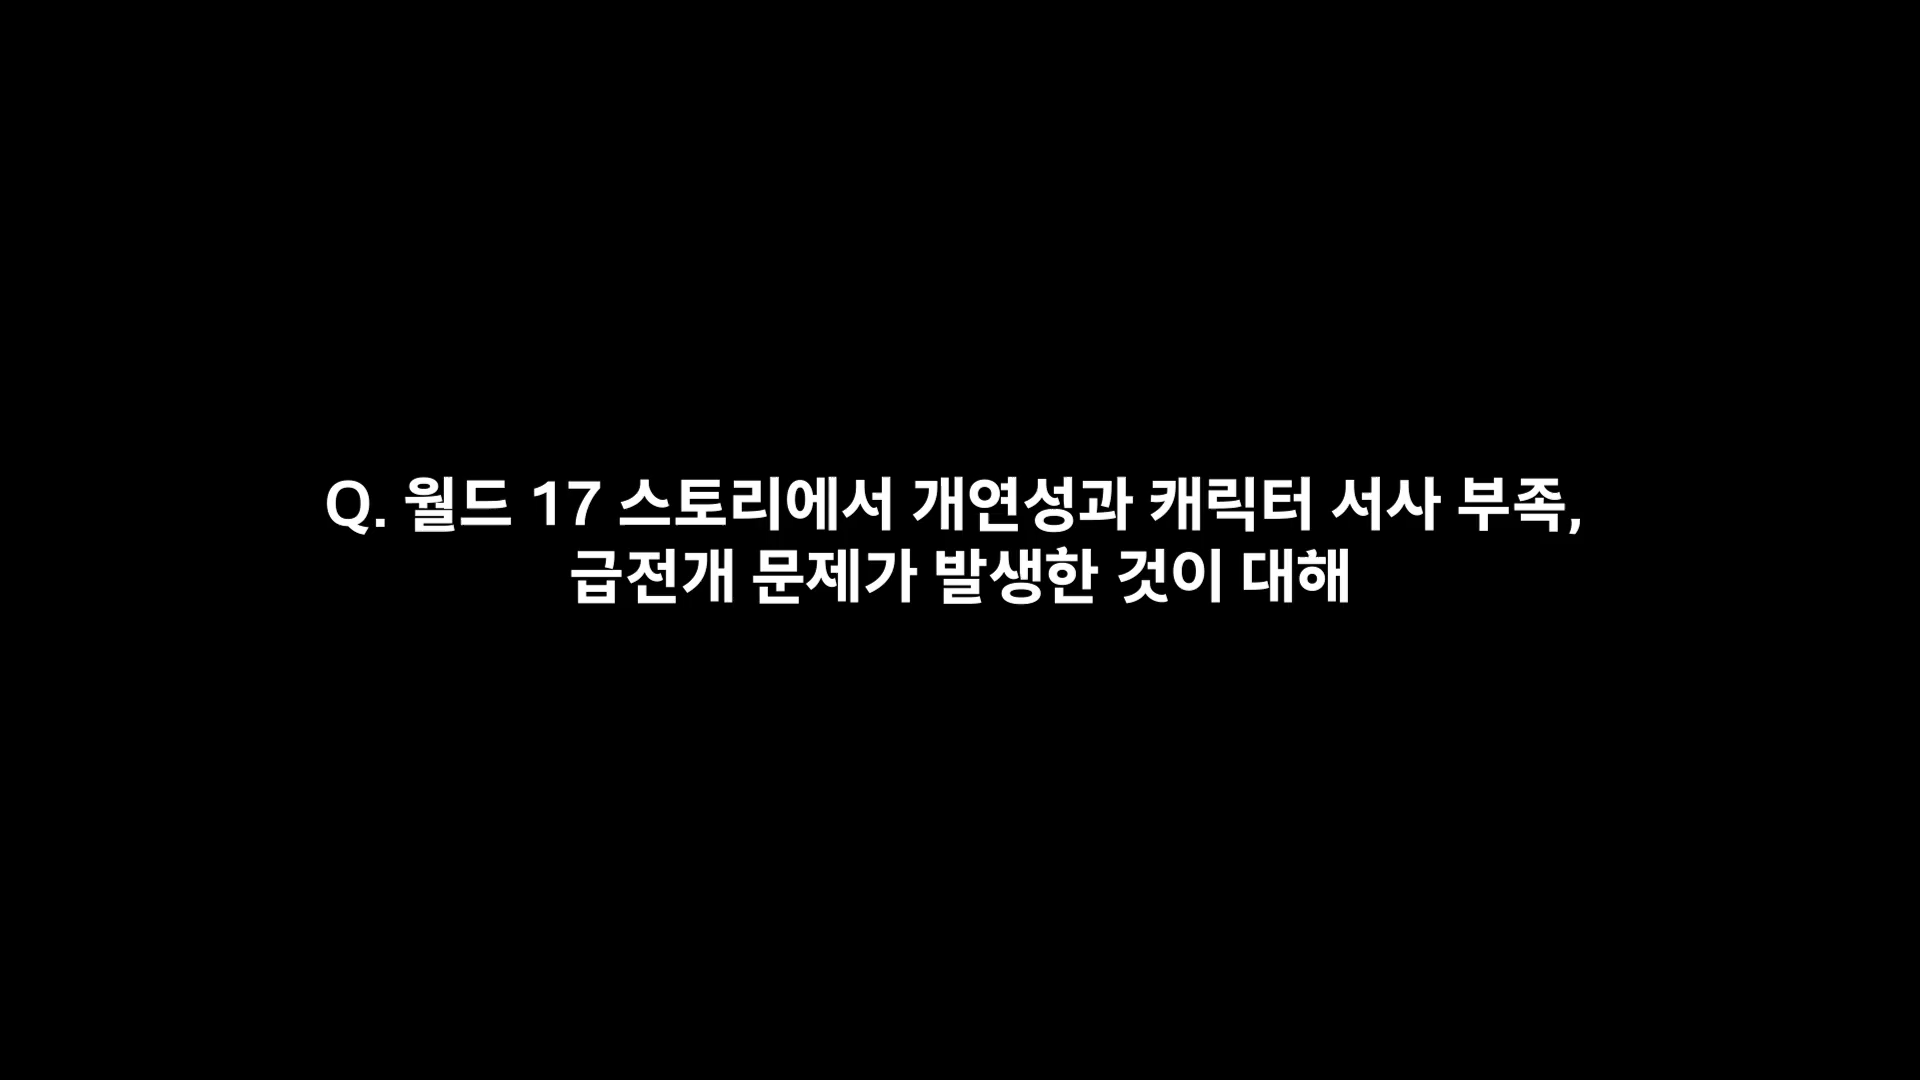 Q. 월드 17 스토리에서 개연성과 캐릭터 서사 부족,
급전개 문제가 발생한 것이 대해